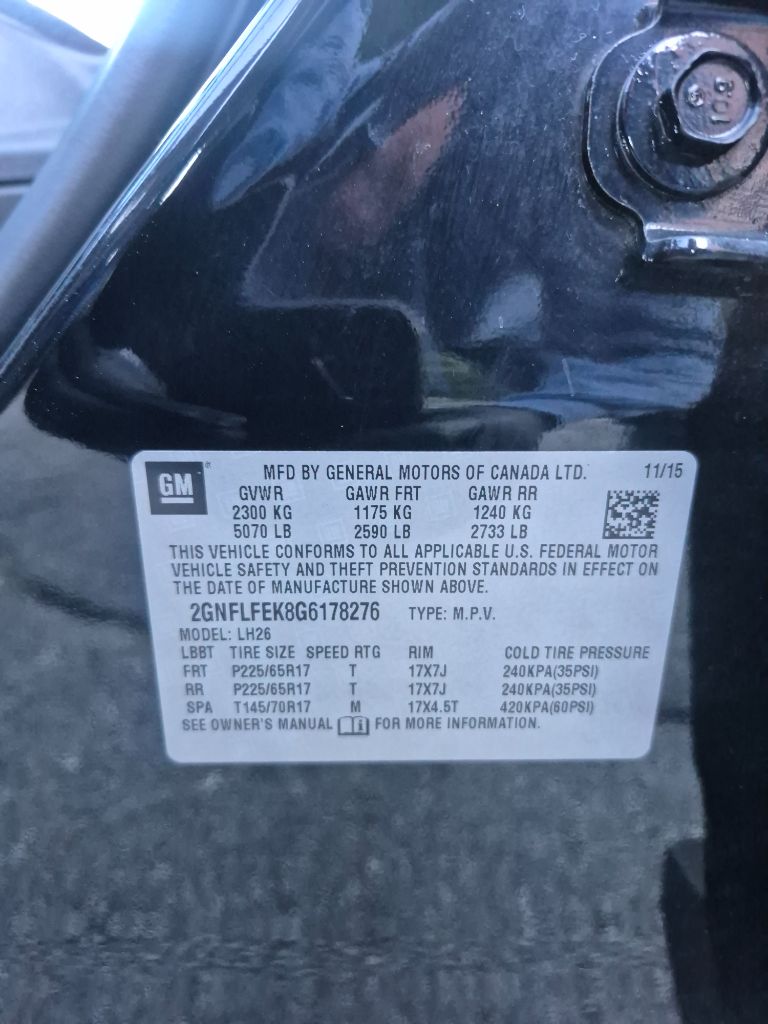 10.9
GM ® MFD BY GENERAL MOTORS OF CANADA LTD. 11/15
GVWR GAWR FRT GAWR RR
2300 KG 1175 KG 1240 KG
5070 LB 2590 LB 2733 LB
THIS VEHICLE CONFORMS TO ALL APPLICABLE U.S. FEDERAL MOTOR
VEHICLE SAFETY AND THEFT PREVENTION STANDARDS IN EFFECT ON
THE DATE OF MANUFACTURE SHOWN ABOVE.
2GNFLFEK8G6178276 TYPE: M.P.V.
MODEL: LH26
LBBT TIRE SIZE SPEED RTG RIM COLD TIRE PRESSURE
FRT P225/65R17 T 17X7J 240KPA(35PSI)
RR P225/65R17 T 17X7J 240KPA(35PSI)
SPA T145/70R17 M 17X4.5T 420KPA(60PSI)
SEE OWNER'S MANUAL FOR MORE INFORMATION.